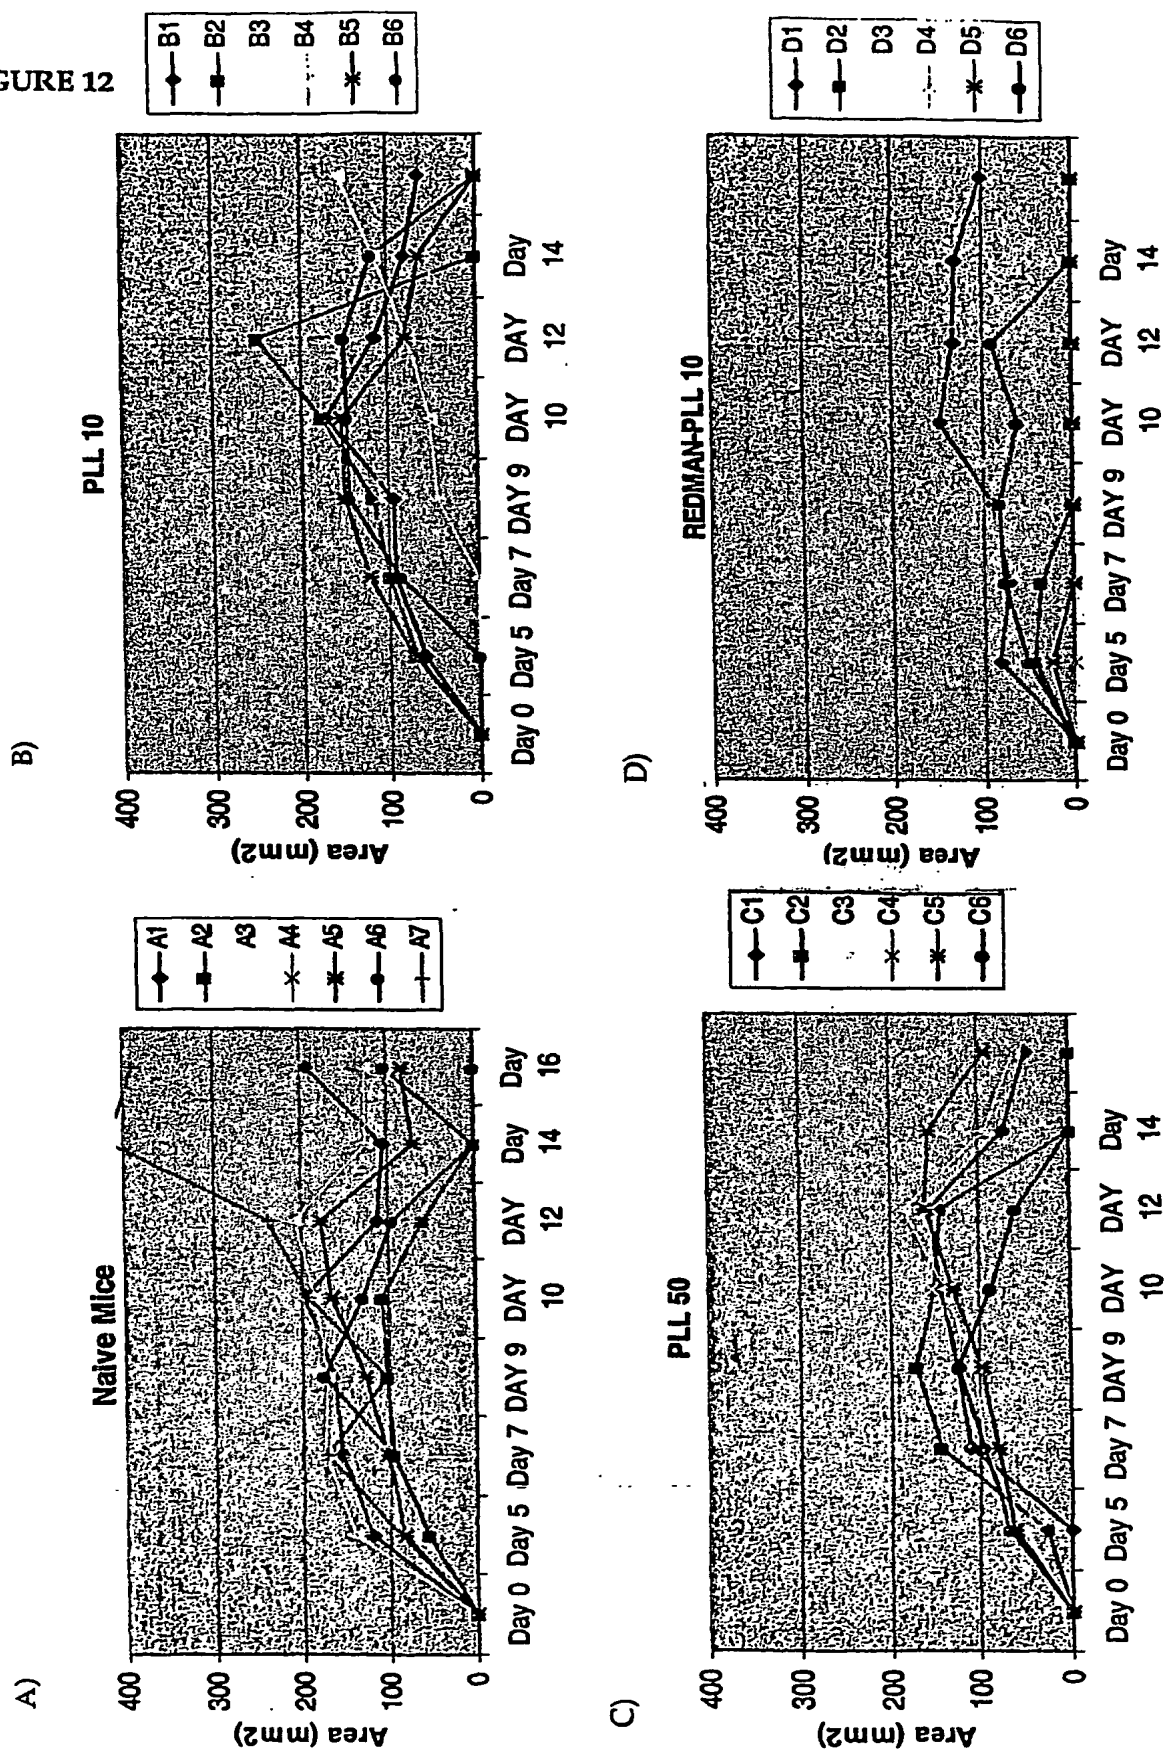 GURE 12
A)
Naive Mice
Area (mm2)
400
300
200
100
0
Day 0 Day 5 Day 7 DAY 9 DAY DAY Day Day
10 12 14 16
A1
A2
A3
A4
A5
A6
A7
B)
PLL 10
Area (mm2)
400
300
200
100
0
Day 0 Day 5 Day 7 DAY 9 DAY DAY Day
10 12 14
B1
B2
B3
B4
B5
B6
C)
PLL 50
Area (mm2)
400
300
200
100
0
Day 0 Day 5 Day 7 DAY 9 DAY DAY Day
10 12 14
C1
C2
C3
C4
C5
C6
D)
REDMAN-PLL 10
Area (mm2)
400
300
200
100
0
Day 0 Day 5 Day 7 DAY 9 DAY DAY Day
10 12 14
D1
D2
D3
D4
D5
D6